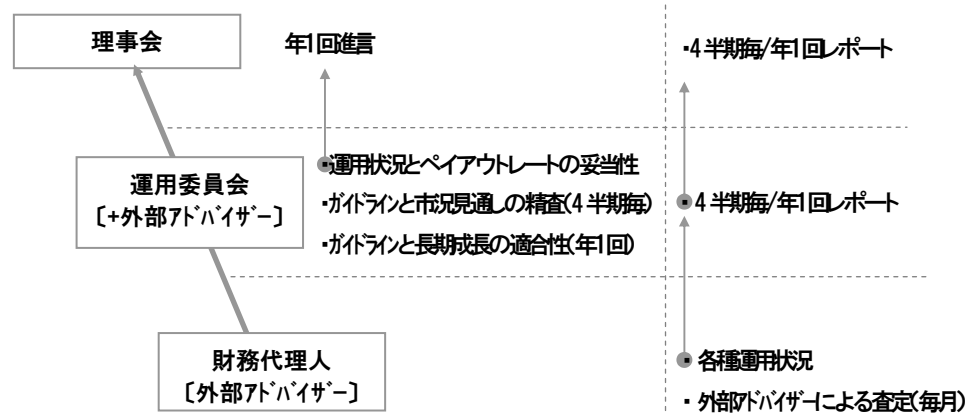 理事会
年1回進言
・4半期毎/年1回レポート
運用委員会
〔+外部アドバイザー〕
・運用状況とペイアウトレートの妥当性
・ガイドラインと市況見通しの精査(4半期毎)
・ガイドラインと長期成長の適合性(年1回)
・4半期毎/年1回レポート
財務代理人
〔外部アドバイザー〕
・各種運用状況
・外部アドバイザーによる査定(毎月)